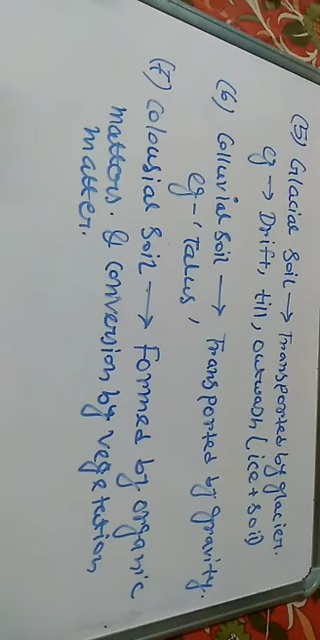 (5) Glacial Soil → Transported by glacier.
eg → Drift, till, outwash (ice + soil)
(6) Colluvial soil → Transported by gravity.
eg - 'Talus,
(7) Colousial Soil → Formed by organic
matters. & conversion by vegetation
matter.